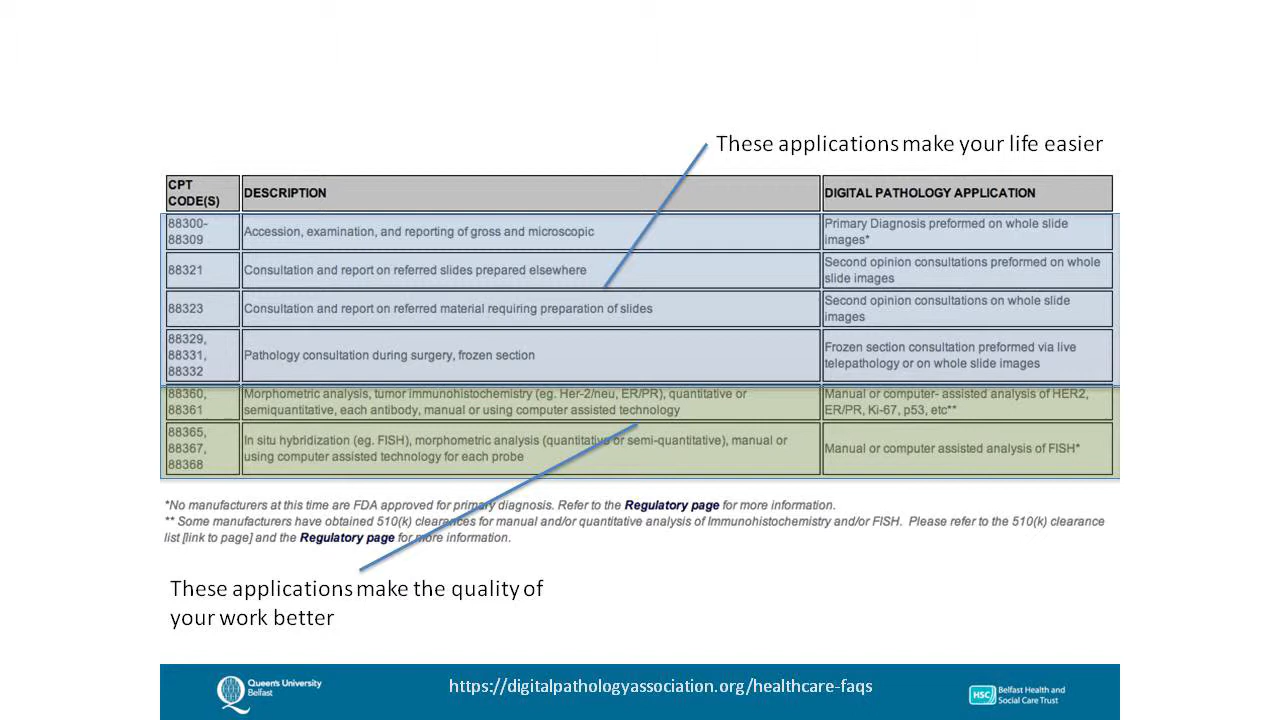 These applications make your life easier
CPT
CODE(S)
DESCRIPTION
DIGITAL PATHOLOGY APPLICATION
88300-
88309
Accession, examination, and reporting of gross and microscopic
Primary Diagnosis preformed on whole slide
images*
88321
Consultation and report on referred slides prepared elsewhere
Second opinion consultations preformed on whole
slide images
88323
Consultation and report on referred material requiring preparation of slides
Second opinion consultations on whole slide
images
88329,
88331,
88332
Pathology consultation during surgery, frozen section
Frozen section consultation preformed via live
telepathology or on whole slide images
88360,
88361
Morphometric analysis, tumor immunohistochemistry (eg. Her-2/neu, ER/PR), quantitative or
semiquantitative, each antibody, manual or using computer assisted technology
Manual or computer- assisted analysis of HER2,
ER/PR, Ki-67, p53, etc**
88365,
88367,
88368
In situ hybridization (eg. FISH), morphometric analysis (quantitative or semi-quantitative), manual or
using computer assisted technology for each probe
Manual or computer assisted analysis of FISH*
*No manufacturers at this time are FDA approved for primary diagnosis. Refer to the Regulatory page for more information.
** Some manufacturers have obtained 510(k) clearances for manual and/or quantitative analysis of Immunohistochemistry and/or FISH. Please refer to the 510(k) clearance
list [link to page] and the Regulatory page for more information.
These applications make the quality of
your work better
Queen's University
Belfast
https://digitalpathologyassociation.org/healthcare-faqs
HSC
Belfast Health and
Social Care Trust